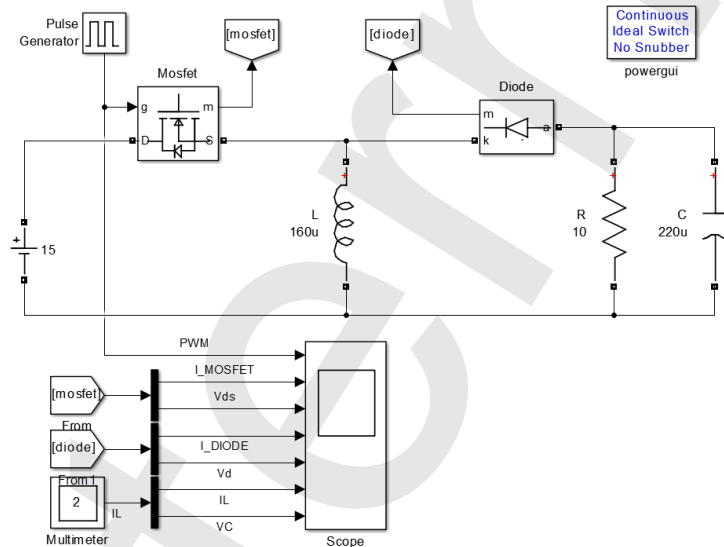 Pulse
Generator
[mosfet]
[diode]
Continuous
Ideal Switch
No Snubber
powergui
Mosfet
g
m
D
S
Diode
m
k
a
+
15
L
160u
+
R
10
+
C
220u
+
PWM
I_MOSFET
Vds
I_DIODE
Vd
IL
VC
[mosfet]
From
[diode]
From1
2
IL
Multimeter
Scope